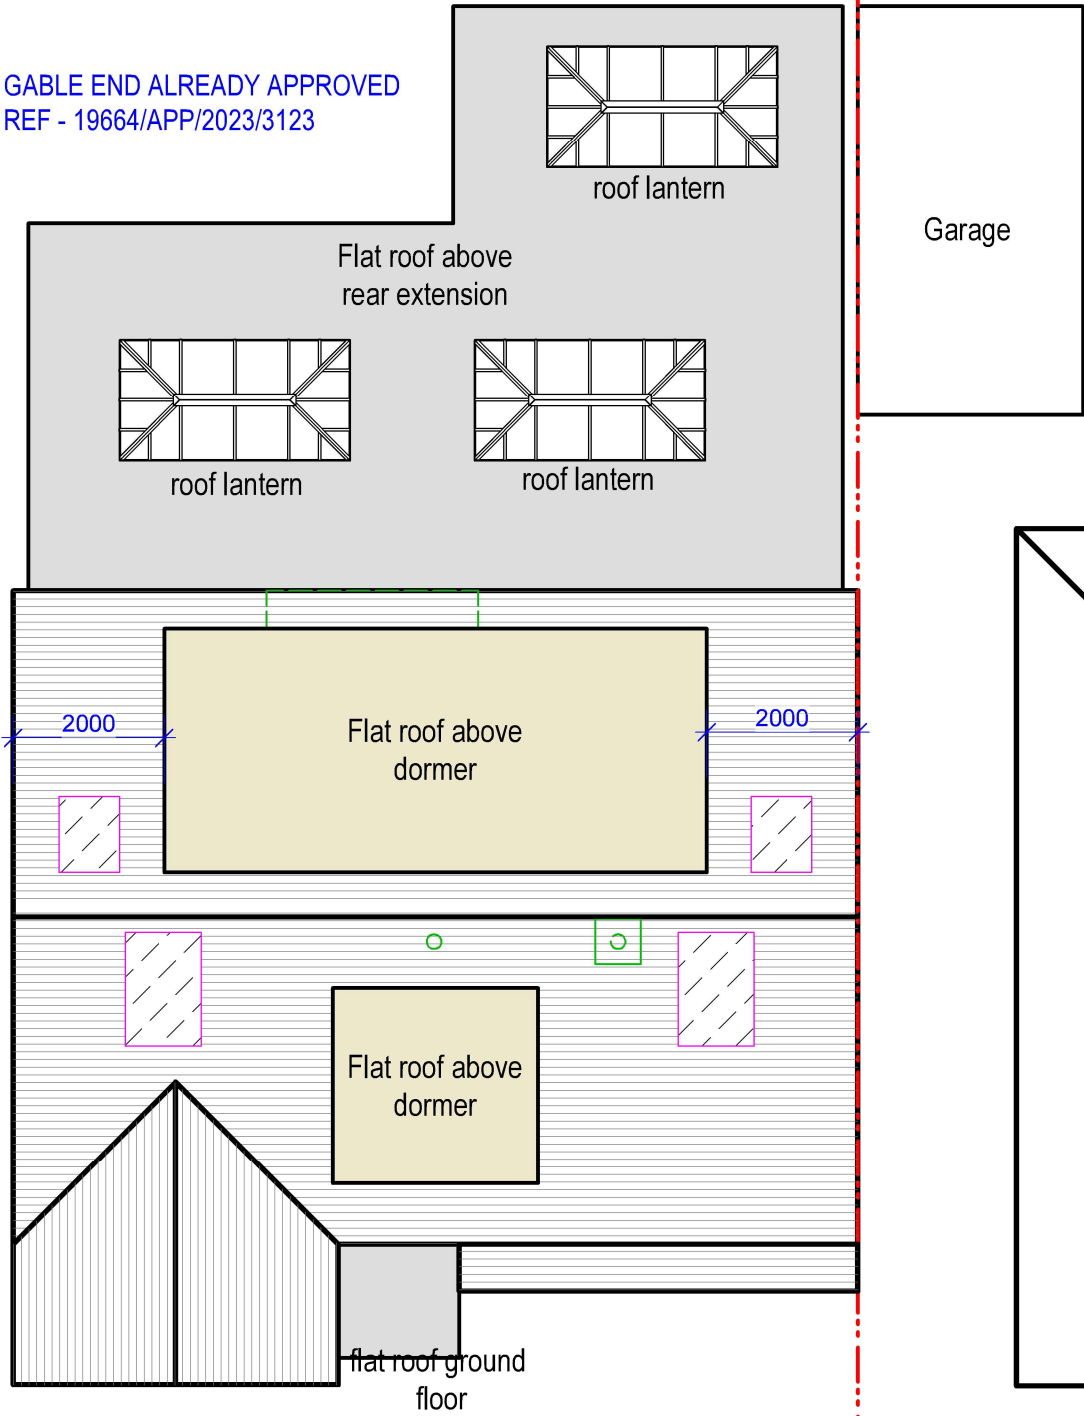 GABLE END ALREADY APPROVED
REF - 19664/APP/2023/3123
roof lantern
Garage
Flat roof above
rear extension
roof lantern
roof lantern
2000
Flat roof above
dormer
2000
Flat roof above
dormer
flat roof ground
floor